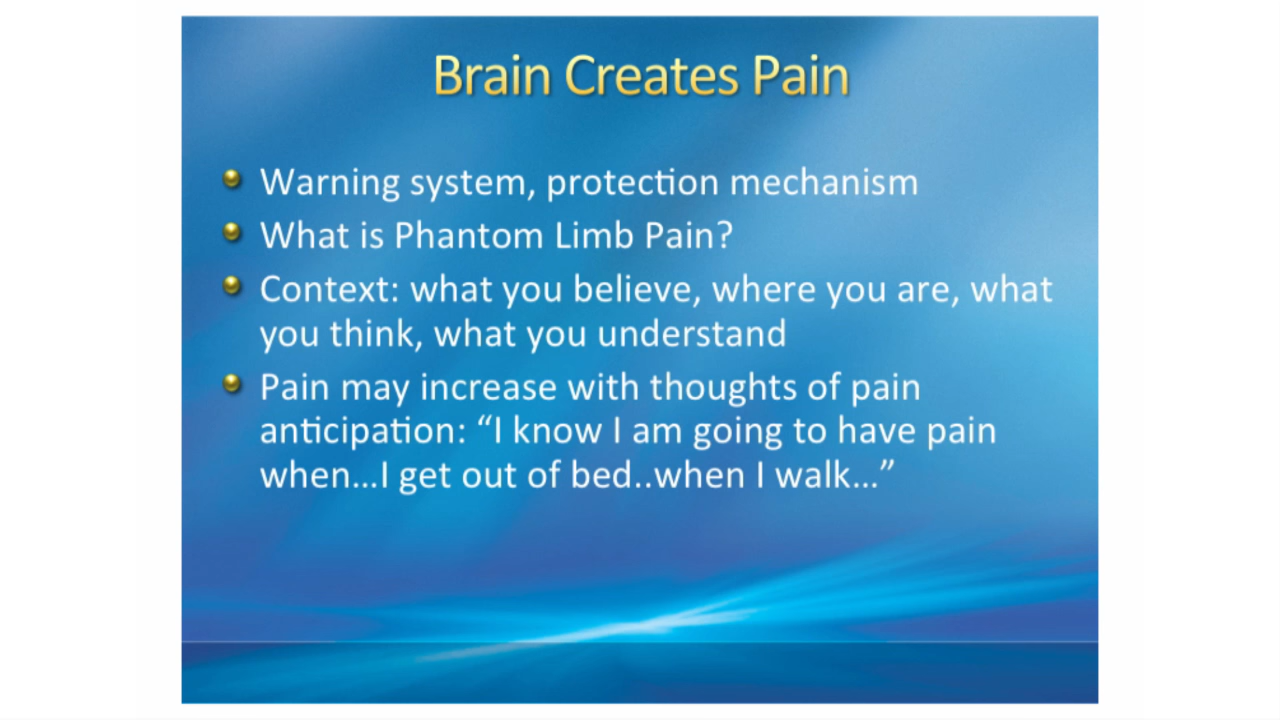 Brain Creates Pain
Warning system, protection mechanism
What is Phantom Limb Pain?
Context: what you believe, where you are, what
you think, what you understand
Pain may increase with thoughts of pain
anticipation: “I know I am going to have pain
when…I get out of bed..when I walk…”